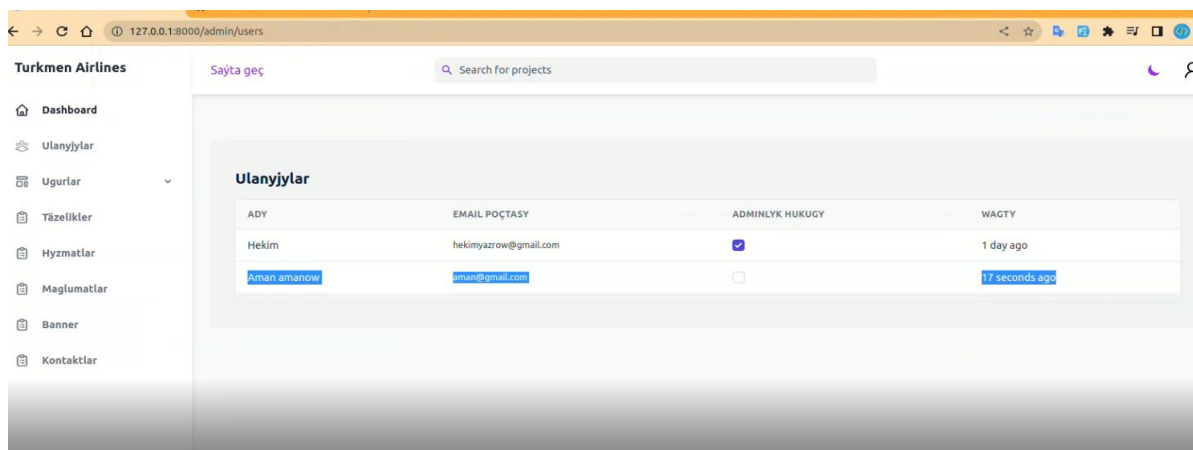 127.0.0.1:8000/admin/users
Turkmen Airlines
Saýta geç
Search for projects
Dashboard
Ulanyjylar
Ugurlar
Täzelikler
Hyzmatlar
Maglumatlar
Banner
Kontaktlar
Ulanyjylar
ADY EMAIL POÇTASY ADMINLYK HUKUGY WAGTY
Hekim hekimyazrow@gmail.com 1 day ago
Aman amanow aman@gmail.com 17 seconds ago